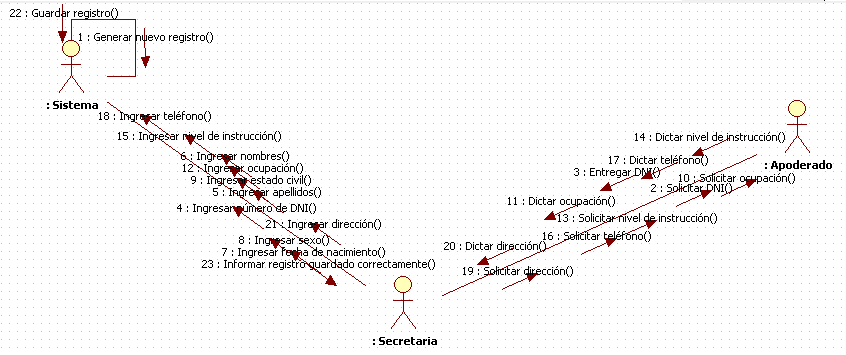 22 : Guardar registro()
1 : Generar nuevo registro()
: Sistema
18 : Ingresar teléfono()
15 : Ingresar nivel de instrucción()
14 : Dictar nivel de instrucción()
6 : Ingresar nombres()
17 : Dictar teléfono()
: Apoderado
12 : Ingresar ocupación()
3 : Entregar DNI()
9 : Ingresar estado civil()
10 : Solicitar ocupación()
5 : Ingresar apellidos()
2 : Solicitar DNI()
4 : Ingresar número de DNI()
11 : Dictar ocupación()
21 : Ingresar dirección()
13 : Solicitar nivel de instrucción()
8 : Ingresar sexo()
16 : Solicitar teléfono()
7 : Ingresar fecha de nacimiento()
20 : Dictar dirección()
23 : Informar registro guardado correctamente()
19 : Solicitar dirección()
: Secretaria